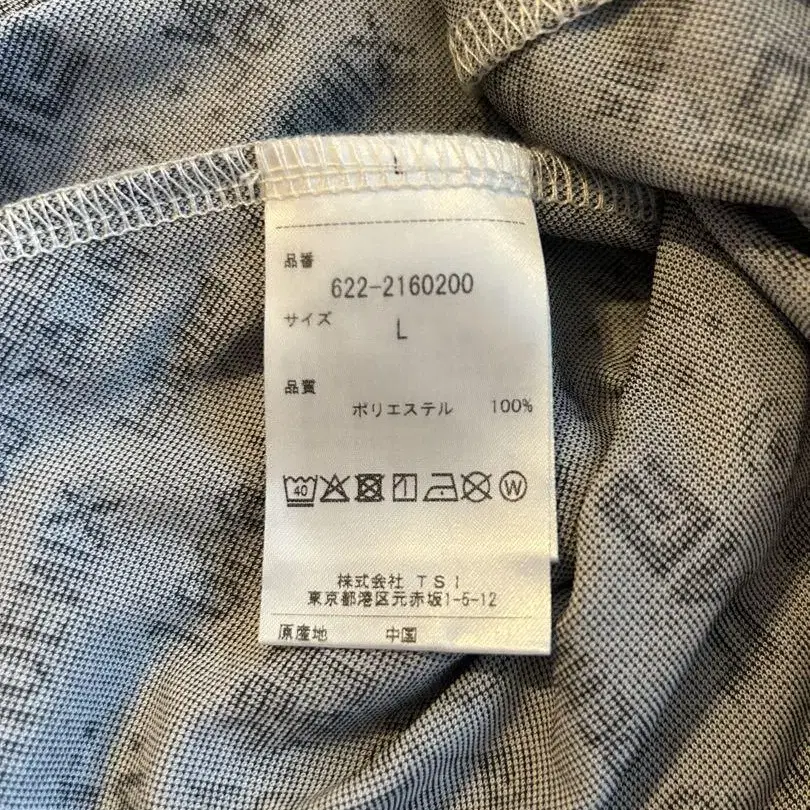 品番
622-2160200
サイズ
L
品質
ポリエステル 100%
40
W
株式会社 TSI
東京都港区元赤坂1-5-12
原産地 中国